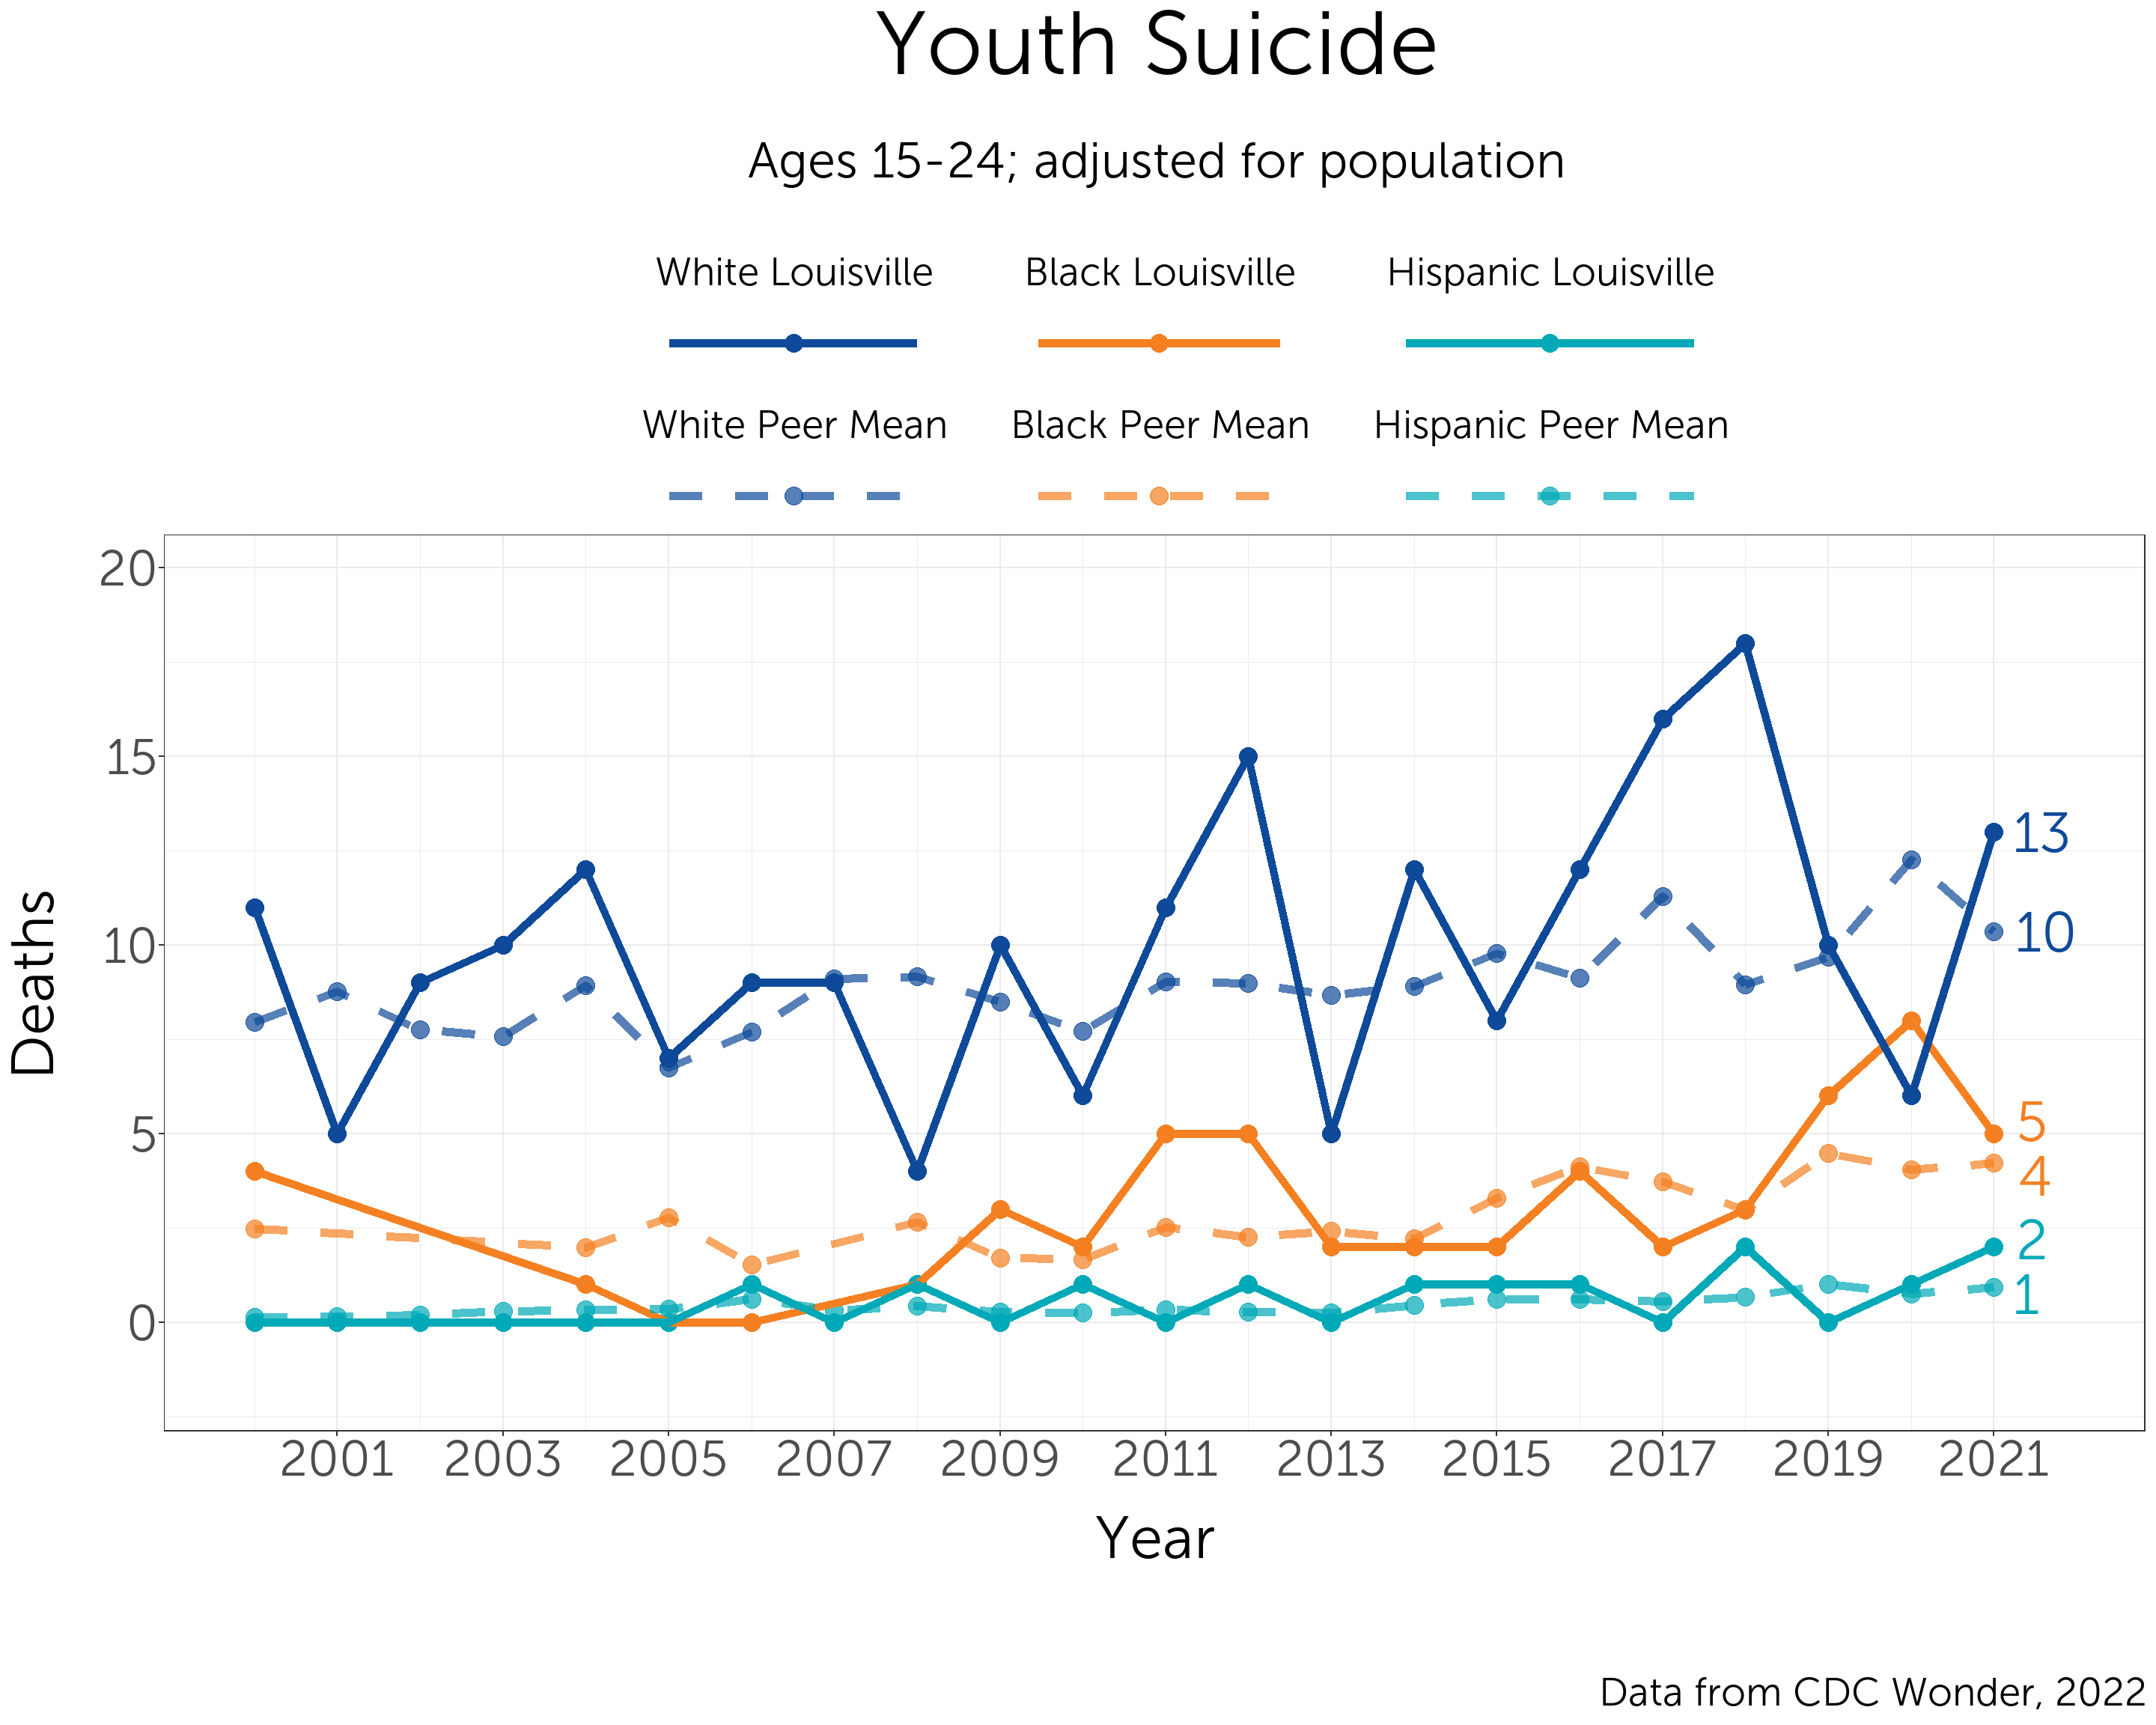 Youth Suicide
Ages 15-24; adjusted for population
White Louisville Black Louisville Hispanic Louisville
White Peer Mean Black Peer Mean Hispanic Peer Mean
20
15
10
5
0
Deaths
13
10
5
4
2
1
2001 2003 2005 2007 2009 2011 2013 2015 2017 2019 2021
Year
Data from CDC Wonder, 2022